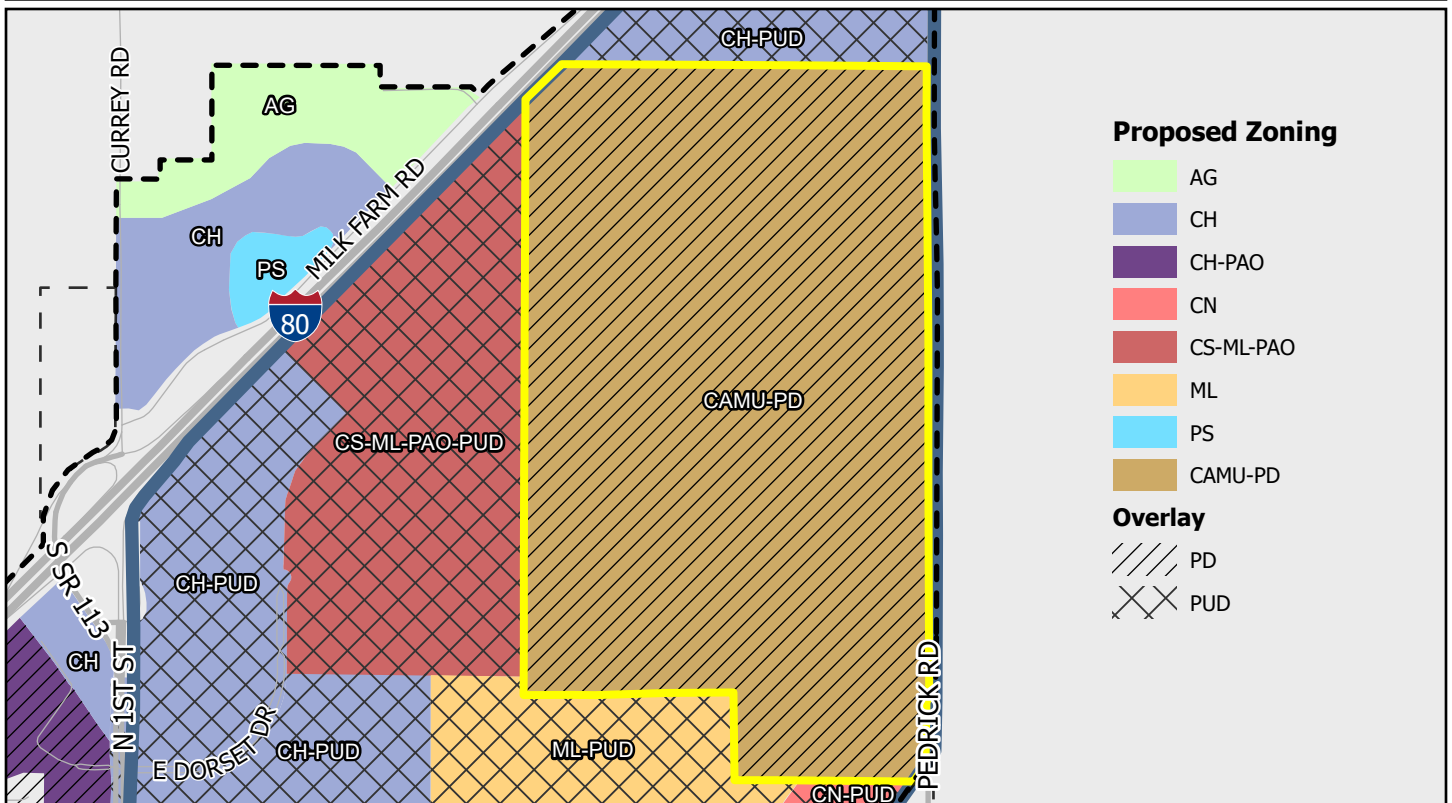 CH-PUD
CURREY RD
AG
MILK FARM RD
CH
PS
80
CAMU-PD
CS-ML-PAO-PUD
CH-PUD
S SR 113
CH
N 1ST ST
E DORSET DR
CH-PUD
ML-PUD
PEDRICK RD
CN-PUD
Proposed Zoning
AG
CH
CH-PAO
CN
CS-ML-PAO
ML
PS
CAMU-PD
Overlay
PD
PUD